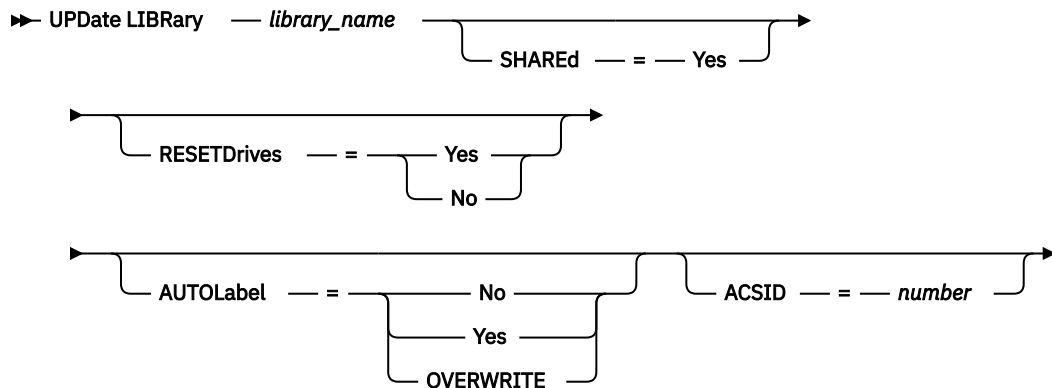 UPDate LIBRary library_name
SHAREd = Yes
RESETDrives = Yes
No
AUTOLabel = No
Yes
OVERWRITE
ACSID = number